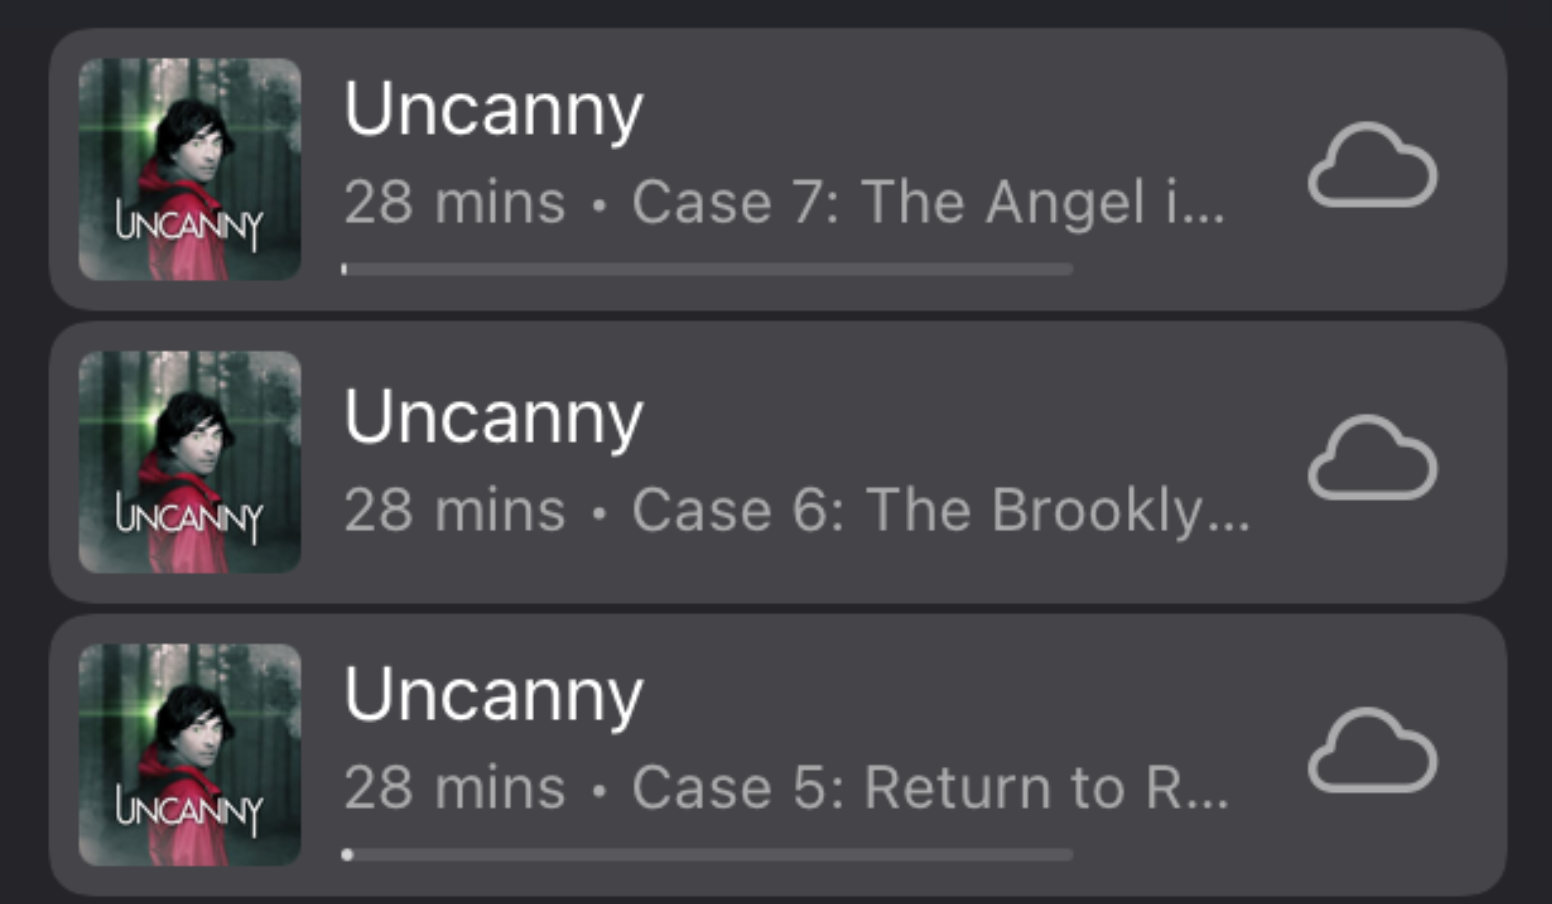 Uncanny
28 mins • Case 7: The Angel i...
UNCANNY
Uncanny
28 mins • Case 6: The Brookly...
UNCANNY
Uncanny
28 mins • Case 5: Return to R...
UNCANNY